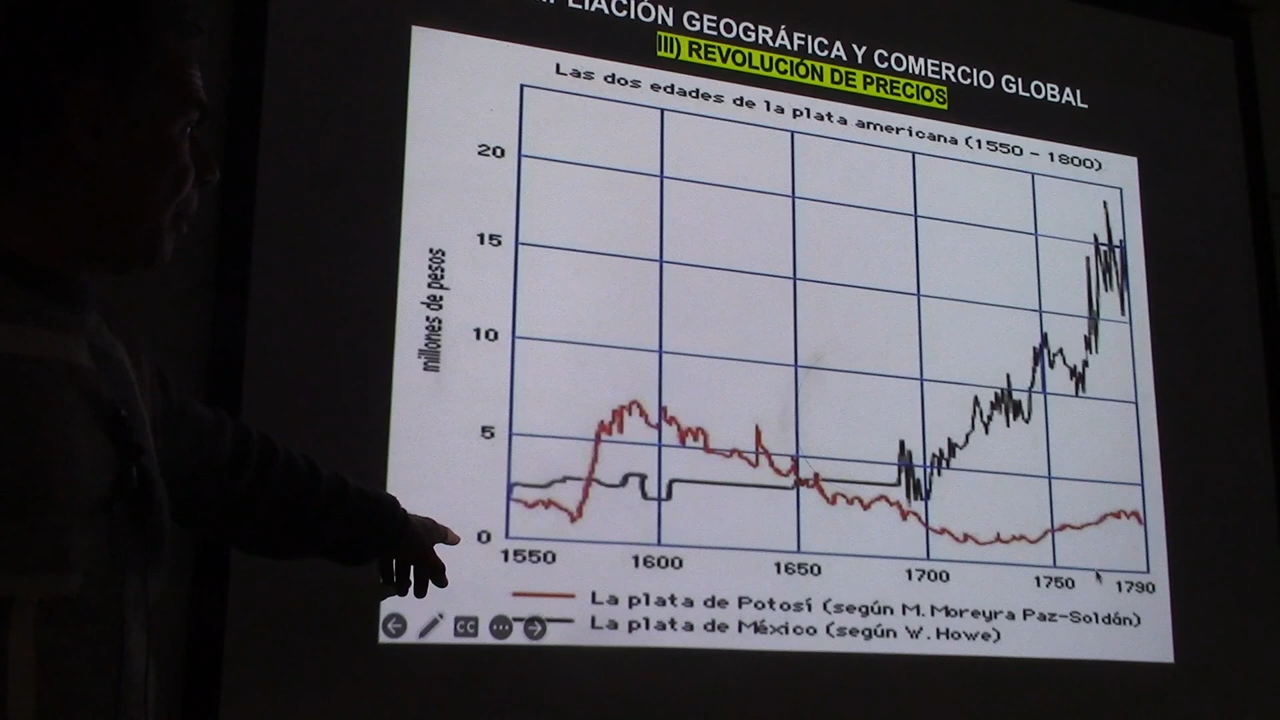 GEOGRÁFICA Y COMERCIO GLOBAL
III) REVOLUCIÓN DE PRECIOS
Las dos edades de la plata americana (1550 - 1800)
millones de pesos
20
15
10
5
0
1550 1600 1650 1700 1750 1790
La plata de Potosí (según M. Moreyra Paz-Soldán)
La plata de México (según W. Howe)
CC